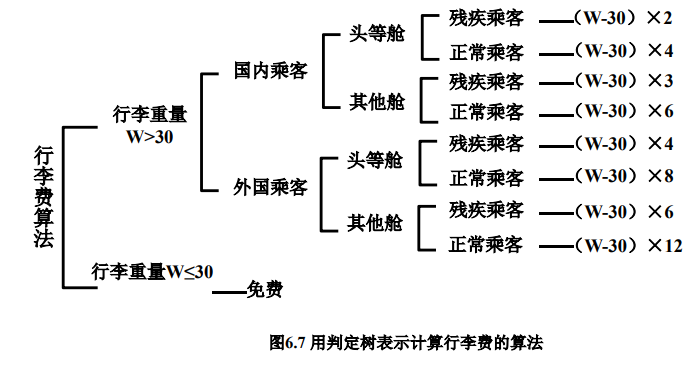 行李费算法
行李重量
W>30
国内乘客
头等舱
残疾乘客 (W-30)×2
正常乘客 (W-30)×4
其他舱
残疾乘客 (W-30)×3
正常乘客 (W-30)×6
外国乘客
头等舱
残疾乘客 (W-30)×4
正常乘客 (W-30)×8
其他舱
残疾乘客 (W-30)×6
正常乘客 (W-30)×12
行李重量W≤30
免费
图6.7 用判定树表示计算行李费的算法